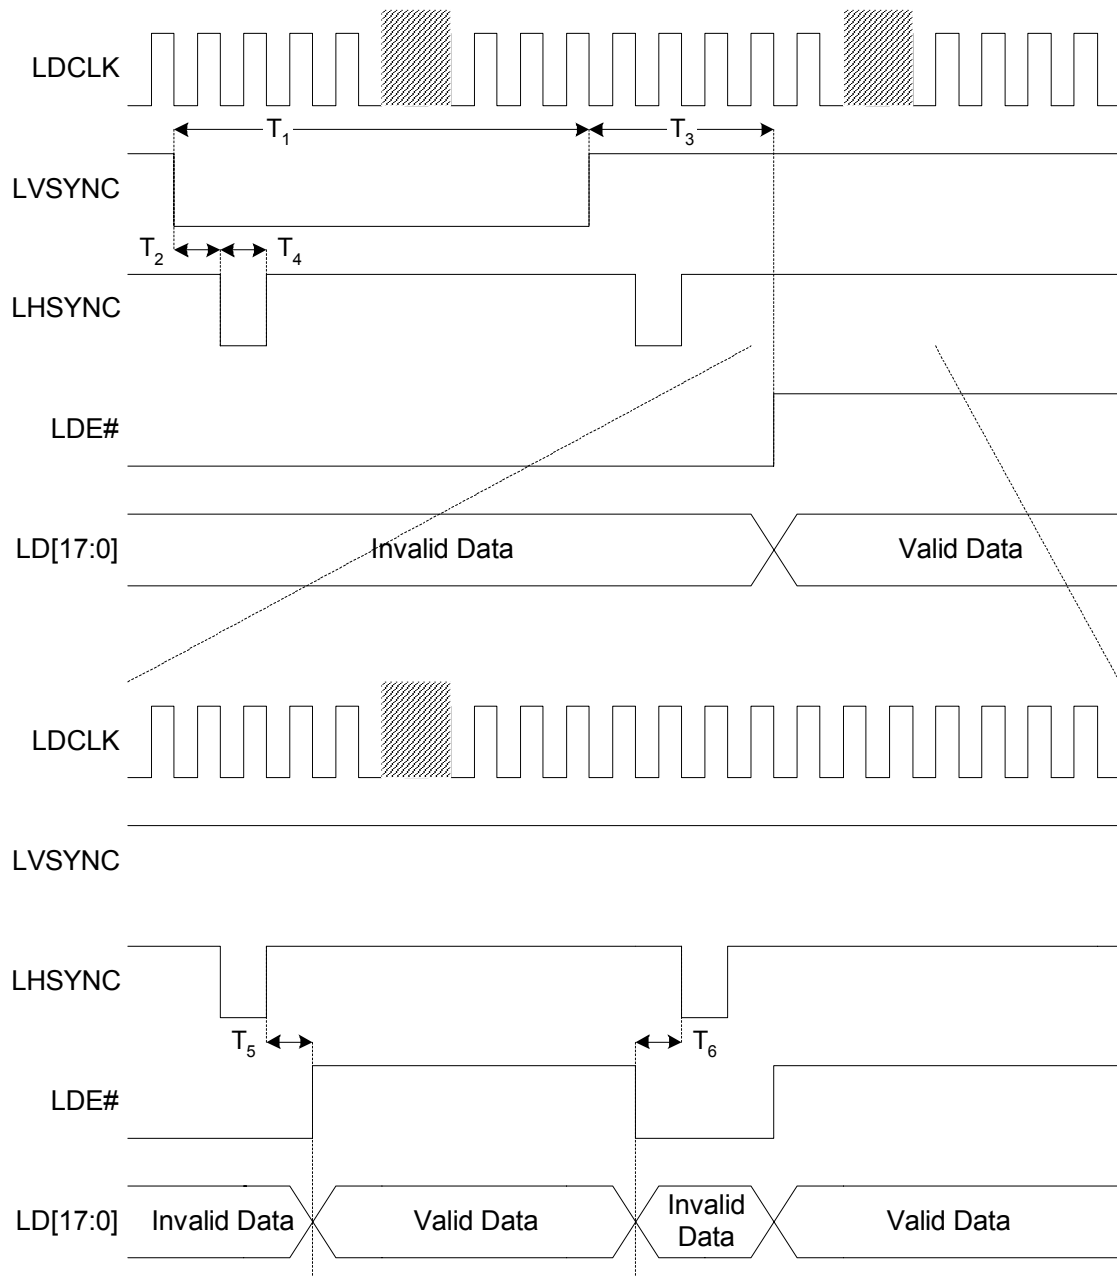 LDCLK
T1
T3
LVSYNC
T2
T4
LHSYNC
LDE#
LD[17:0]
Invalid Data
Valid Data
LDCLK
LVSYNC
LHSYNC
T5
T6
LDE#
LD[17:0]
Invalid Data
Valid Data
Invalid
Data
Valid Data